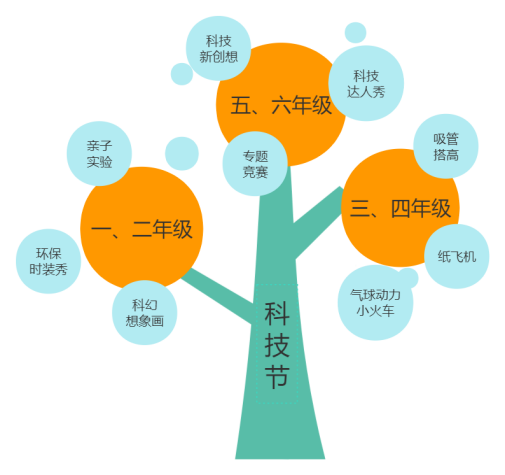 科技
新创想
科技
达人秀
五、六年级
专题
竞赛
亲子
实验
一、二年级
环保
时装秀
科幻
想象画
吸管
搭高
三、四年级
纸飞机
气球动力
小火车
科
技
节